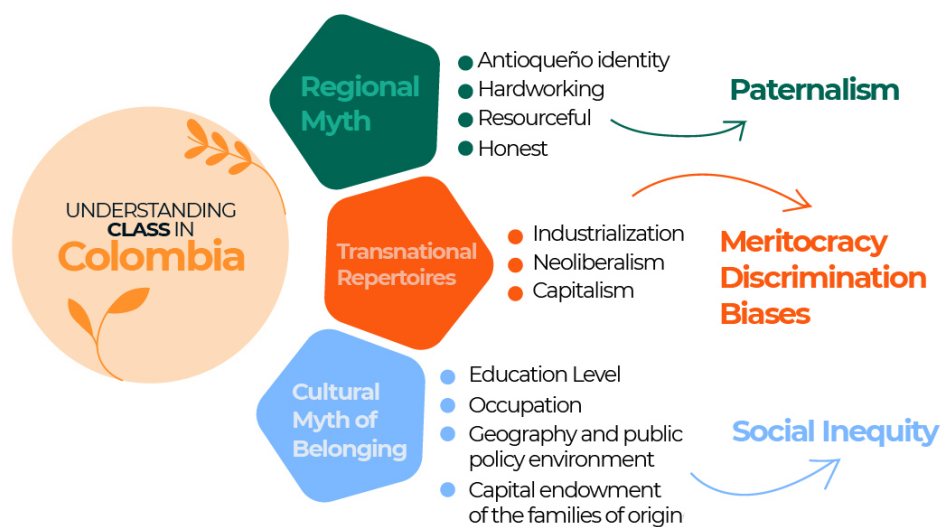 UNDERSTANDING
CLASS IN
Colombia
Regional
Myth
Antioqueño identity
Hardworking
Resourceful
Honest
Paternalism
Transnational
Repertoires
Industrialization
Neoliberalism
Capitalism
Meritocracy
Discrimination
Biases
Cultural
Myth of
Belonging
Education Level
Occupation
Geography and public
policy environment
Capital endowment
of the families of origin
Social Inequity